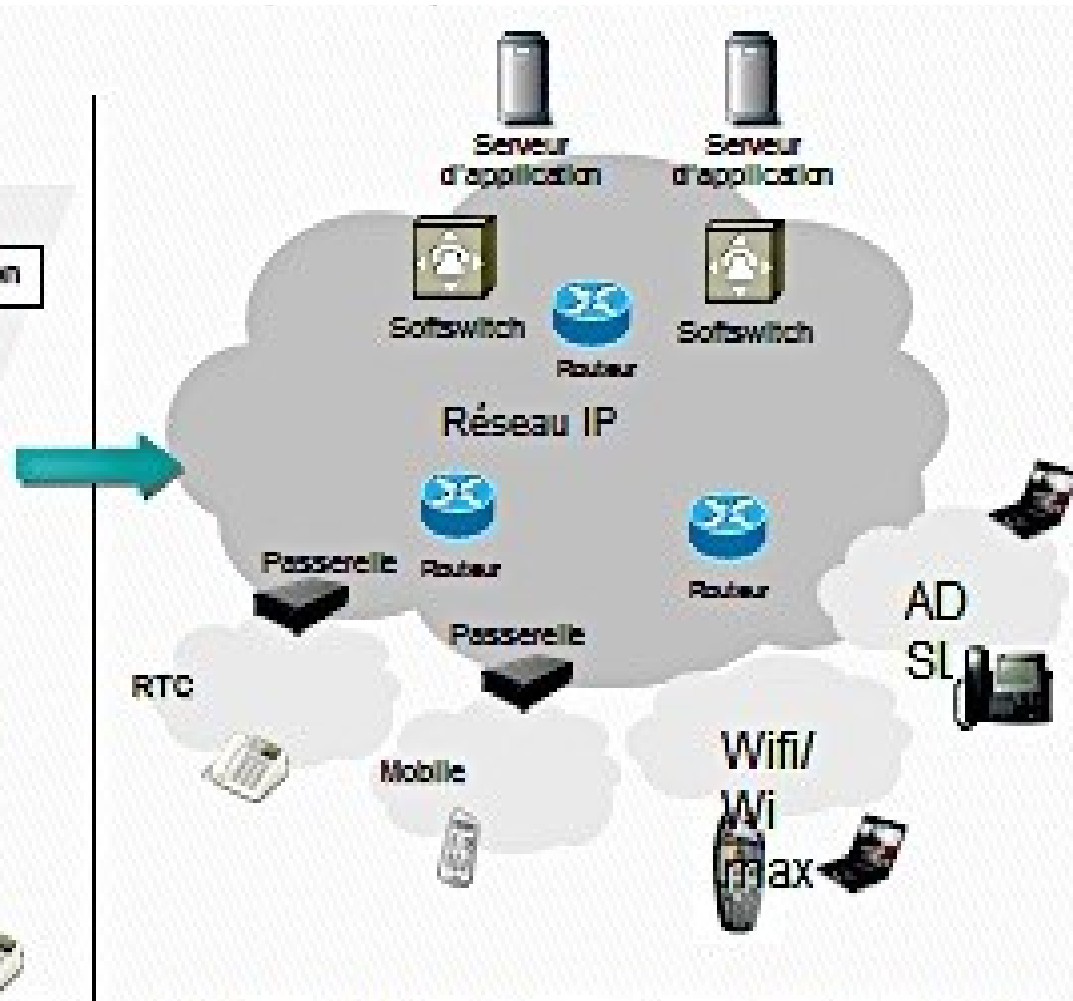 Serveur
d'application
Serveur
d'application
on
Softswitch
Softswitch
Routeur
Réseau IP
Passerelle
Routeur
Routeur
AD
SL
Passerelle
RTC
Mobile
Wifi/
Wi
max